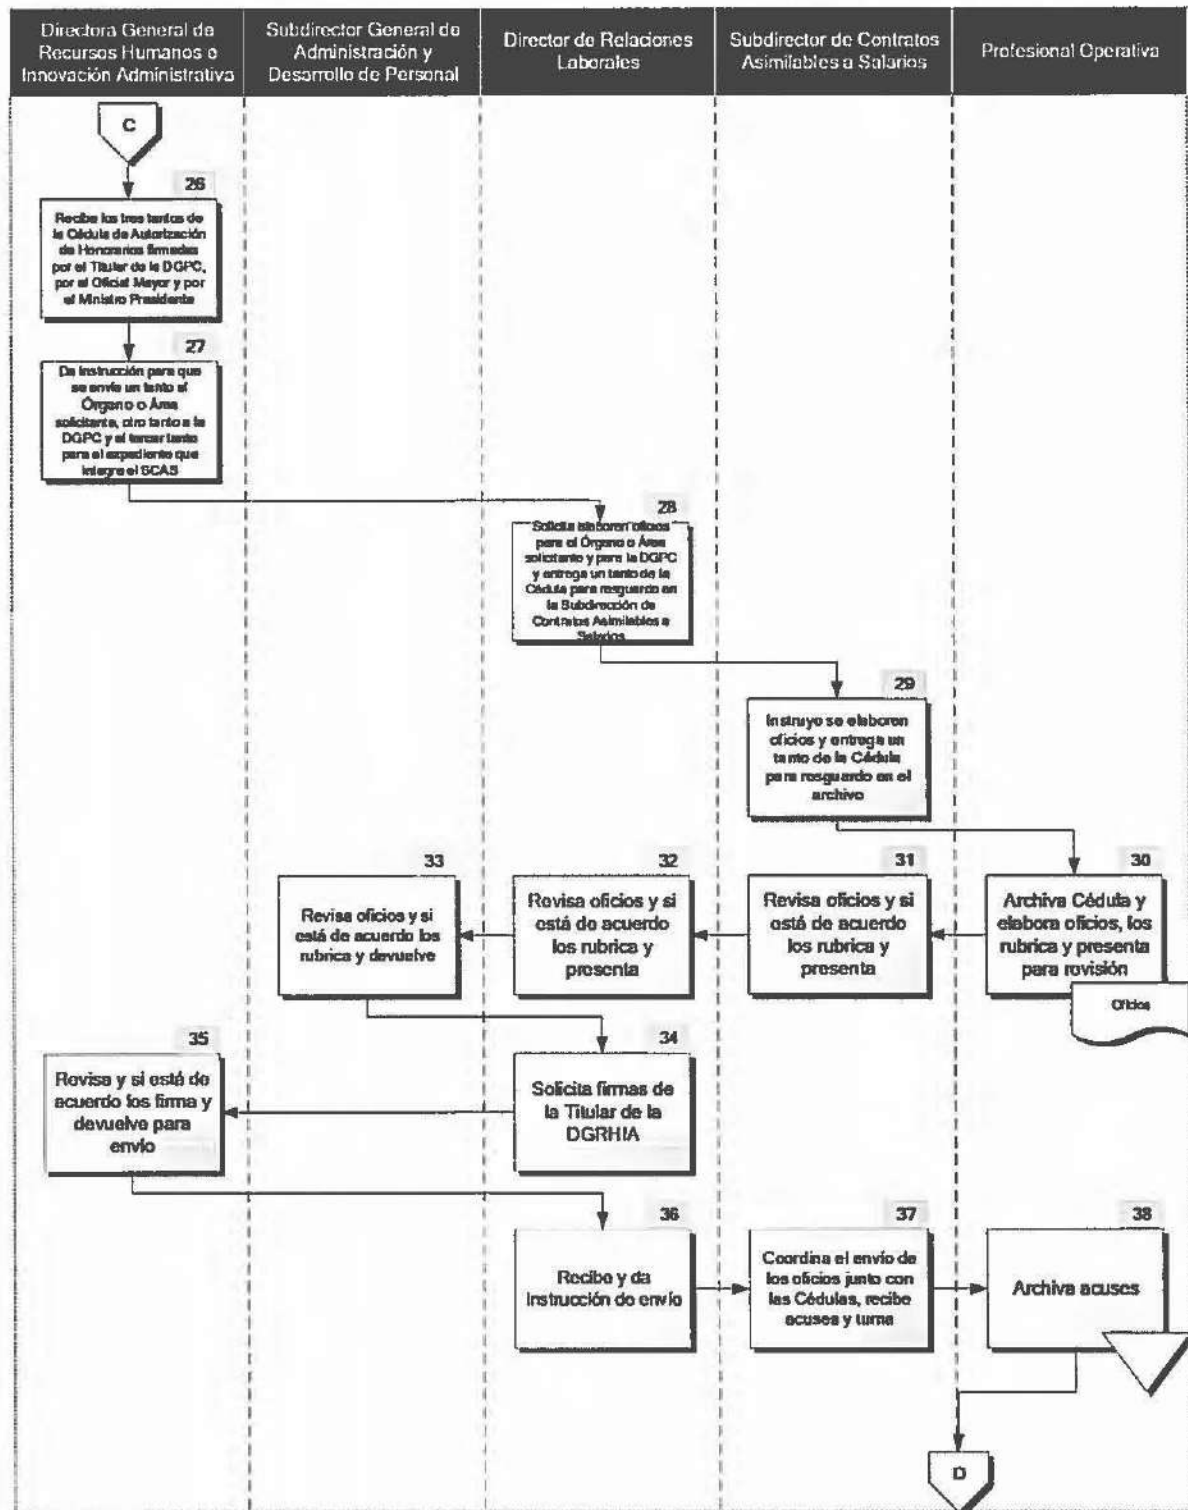 Directora General de
Recursos Humanos e
Innovación Administrativa
Subdirector General de
Administración y
Desarrollo de Personal
Director de Relaciones
Laborales
Subdirector de Contratos
Asimilables a Salarios
Profesional Operativa
C
26
Recibe los tres tantos de
la Cédula de Autorización
de Honorarios firmadas
por el Titular de la DGPC,
por el Oficial Mayor y por
el Ministro Presidente
27
Da instrucción para que
se envíe un tanto al
Órgano o Área
solicitante, otro tanto a la
DGPC y el tercer tanto
para el expediente que
integre el SCAS
28
Solicita elaboren oficios
para el Órgano o Área
solicitante y para la DGPC
y entrega un tanto de la
Cédula para resguardo en
la Subdirección de
Contratos Asimilables a
Salarios
29
Instruye se elaboren
oficios y entrega un
tanto de la Cédula
para resguardo en el
archivo
33
Revisa oficios y si
está de acuerdo los
rubrica y devuelve
32
Revisa oficios y si
está de acuerdo
los rubrica y
presenta
31
Revisa oficios y si
está de acuerdo
los rubrica y
presenta
30
Archiva Cédula y
elabora oficios, los
rubrica y presenta
para revisión
Oficios
35
Revisa y si está de
acuerdo los firma y
devuelve para
envío
34
Solicita firmas de
la Titular de la
DGRHIA
36
Recibe y da
instrucción de envío
37
Coordina el envío de
los oficios junto con
las Cédulas, recibe
acuses y turna
38
Archiva acuses
D